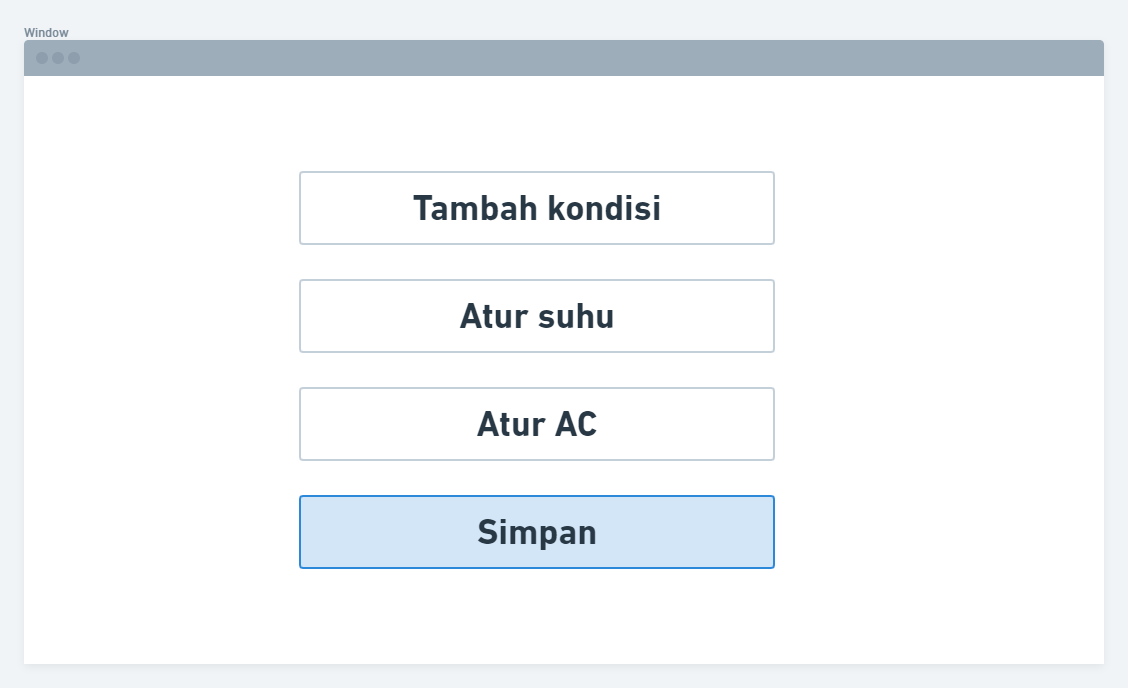 Window
Tambah kondisi
Atur suhu
Atur AC
Simpan